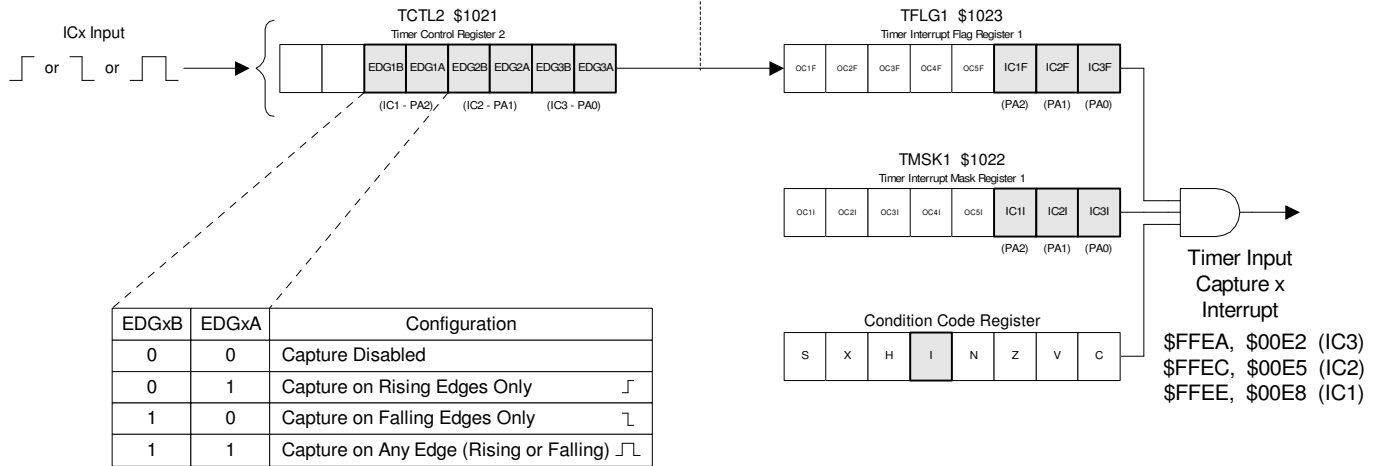 ICx Input
or or
TCTL2 $1021
Timer Control Register 2
EDG1B EDG1A EDG2B EDG2A EDG3B EDG3A
(IC1 - PA2) (IC2 - PA1) (IC3 - PA0)
TFLG1 $1023
Timer Interrupt Flag Register 1
OC1F OC2F OC3F OC4F OC5F IC1F IC2F IC3F
(PA2) (PA1) (PA0)
TMSK1 $1022
Timer Interrupt Mask Register 1
OC1I OC2I OC3I OC4I OC5I IC1I IC2I IC3I
(PA2) (PA1) (PA0)
Condition Code Register
S X H I N Z V C
Timer Input
Capture x
Interrupt
$FFEA, $00E2 (IC3)
$FFEC, $00E5 (IC2)
$FFEE, $00E8 (IC1)
EDGxB EDGxA Configuration
0 0 Capture Disabled
0 1 Capture on Rising Edges Only
1 0 Capture on Falling Edges Only
1 1 Capture on Any Edge (Rising or Falling)